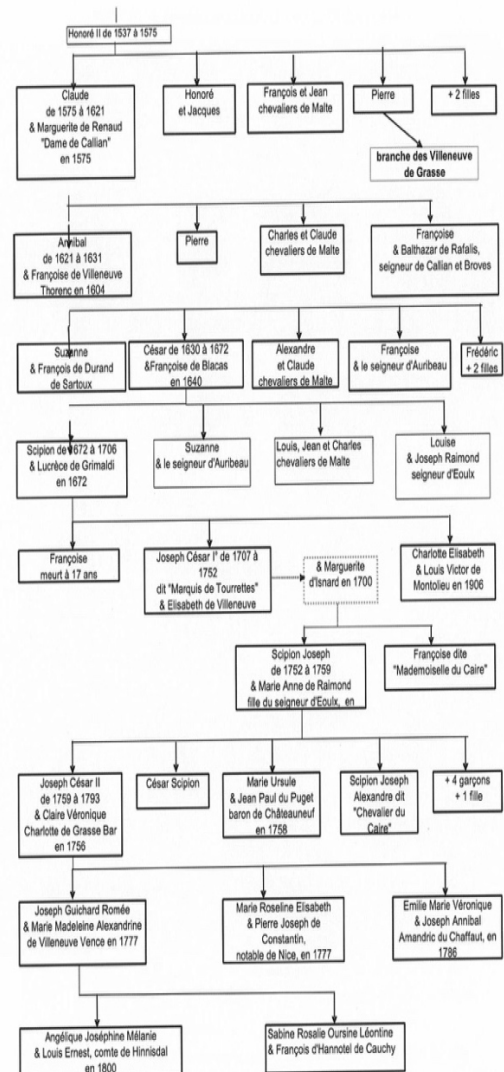 Honoré II de 1537 à 1575
Claude
de 1575 à 1621
& Marguerite de Renaud
"Dame de Callian"
en 1575
Honoré
et Jacques
François et Jean
chevaliers de Malte
Pierre
+ 2 filles
branche des Villeneuve
de Grasse
Annibal
de 1621 à 1631
& Françoise de Villeneuve
Thorenc en 1604
Pierre
Charles et Claude
chevaliers de Malte
Françoise
& Balthazar de Rafalis,
seigneur de Callian et Broves
Suzanne
& François de Durand
de Sartoux
César de 1630 à 1672
&Françoise de Blacas
en 1640
Alexandre
et Claude
chevaliers de Malte
Françoise
& le seigneur d'Auribeau
Frédéric
+ 2 filles
Scipion de 1672 à 1706
& Lucrèce de Grimaldi
en 1672
Suzanne
& le seigneur d'Auribeau
Louis, Jean et Charles
chevaliers de Malte
Louise
& Joseph Raimond
seigneur d'Eoulx
Françoise
meurt à 17 ans
Joseph César I° de 1707 à
1752
dit "Marquis de Tourrettes"
& Elisabeth de Villeneuve
& Marguerite
d'Isnard en 1700
Charlotte Elisabeth
& Louis Victor de
Montolieu en 1906
Scipion Joseph
de 1752 à 1759
& Marie Anne de Raimond
fille du seigneur d'Eoulx, en
Françoise dite
"Mademoiselle du Caire"
Joseph César II
de 1759 à 1793
& Claire Véronique
Charlotte de Grasse Bar
en 1756
César Scipion
Marie Ursule
& Jean Paul du Puget
baron de Châteauneuf
en 1758
Scipion Joseph
Alexandre dit
"Chevalier du
Caire"
+ 4 garçons
+ 1 fille
Joseph Guichard Romée
& Marie Madeleine Alexandrine
de Villeneuve Vence en 1777
Marie Roseline Elisabeth
& Pierre Joseph de
Constantin,
notable de Nice, en 1777
Emilie Marie Véronique
& Joseph Annibal
Amandric du Chaffaut, en
1786
Angélique Joséphine Mélanie
& Louis Ernest, comte de Hinnisdal
en 1800
Sabine Rosalie Oursine Léontine
& François d'Hannotel de Cauchy